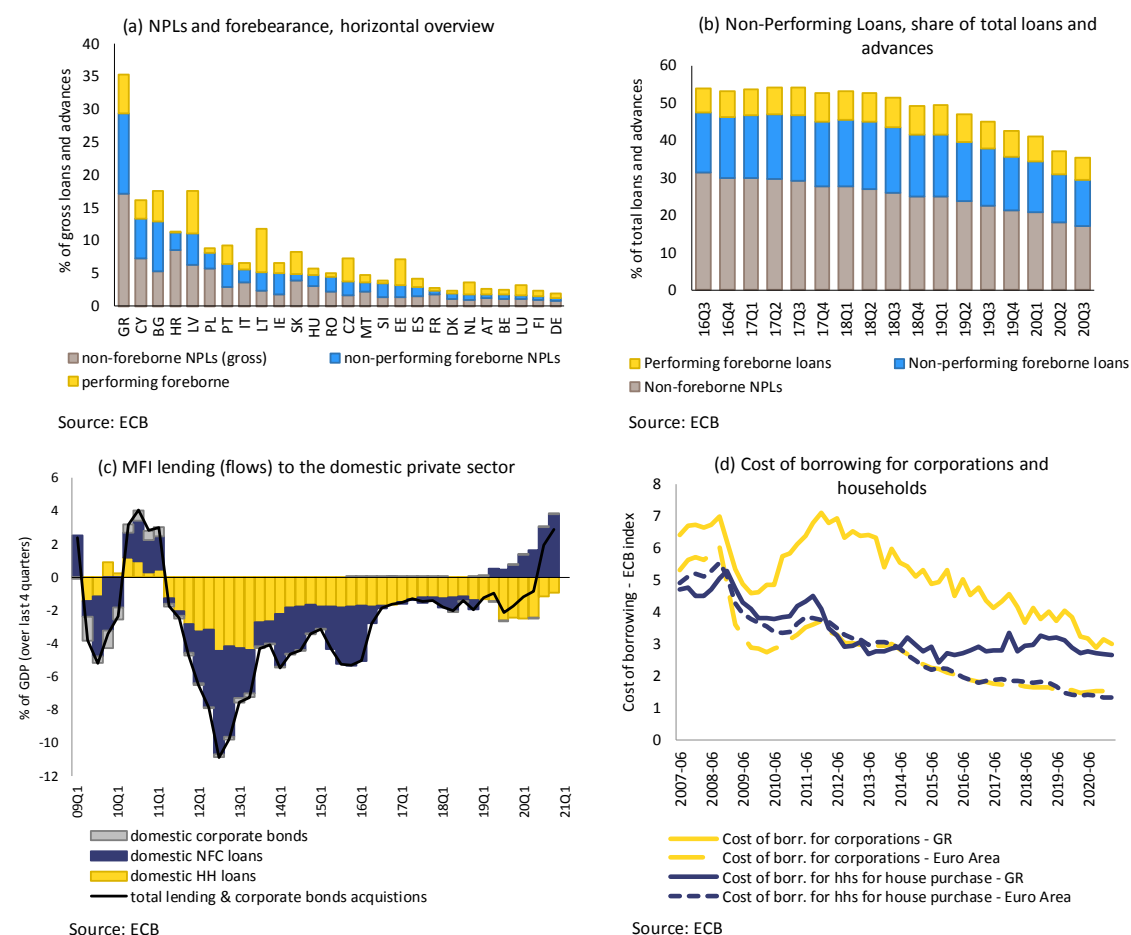 (a) NPLs and forebearance, horizontal overview
% of gross loans and advances
40
35
30
25
20
15
10
5
0
GR CY BG HR LV PL PT IT LT IE SK HU RO CZ MT SI EE ES FR DK NL AT BE LU FI DE
non-foreborne NPLs (gross)
non-performing foreborne NPLs
performing foreborne
Source: ECB
(b) Non-Performing Loans, share of total loans and
advances
% of total loans and advances
60
50
40
30
20
10
0
16Q3 16Q4 17Q1 17Q2 17Q3 17Q4 18Q1 18Q2 18Q3 18Q4 19Q1 19Q2 19Q3 19Q4 20Q1 20Q2 20Q3
Performing foreborne loans
Non-performing foreborne loans
Non-foreborne NPLs
Source: ECB
(c) MFI lending (flows) to the domestic private sector
% of GDP (over last 4 quarters)
6
4
2
0
-2
-4
-6
-8
-10
-12
09Q1 10Q1 11Q1 12Q1 13Q1 14Q1 15Q1 16Q1 17Q1 18Q1 19Q1 20Q1 21Q1
domestic corporate bonds
domestic NFC loans
domestic HH loans
total lending & corporate bonds acquistions
Source: ECB
(d) Cost of borrowing for corporations and
households
Cost of borrowing - ECB index
8
7
6
5
4
3
2
1
0
2007-06 2008-06 2009-06 2010-06 2011-06 2012-06 2013-06 2014-06 2015-06 2016-06 2017-06 2018-06 2019-06 2020-06
Cost of borr. for corporations - GR
Cost of borr. for corporations - Euro Area
Cost of borr. for hhs for house purchase - GR
Cost of borr. for hhs for house purchase - Euro Area
Source: ECB